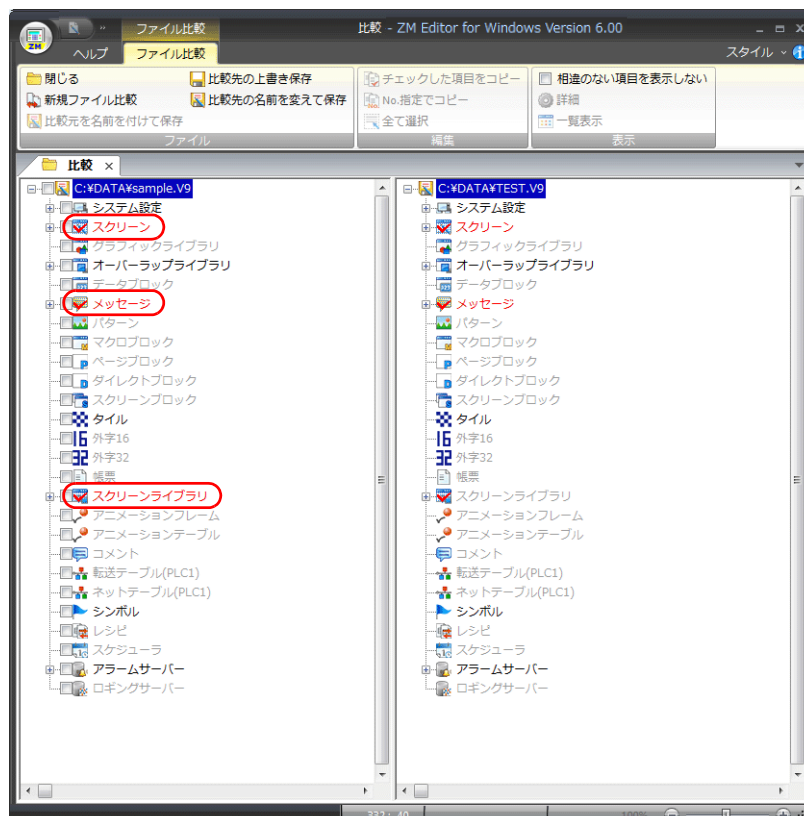 ファイル比較
比較 - ZM Editor for Windows Version 6.00
ZM
ヘルプ
ファイル比較
スタイル
閉じる
比較先の上書き保存
チェックした項目をコピー
相違のない項目を表示しない
新規ファイル比較
比較先の名前を変えて保存
No.指定でコピー
詳細
比較元を名前を付けて保存
全て選択
一覧表示
ファイル
編集
表示
比較
C:¥DATA¥sample.V9
システム設定
スクリーン
グラフィックライブラリ
オーバーラップライブラリ
データブロック
メッセージ
パターン
マクロブロック
ページブロック
ダイレクトブロック
スクリーンブロック
タイル
外字16
外字32
帳票
スクリーンライブラリ
アニメーションフレーム
アニメーションテーブル
コメント
転送テーブル(PLC1)
ネットテーブル(PLC1)
シンボル
レシピ
スケジューラ
アラームサーバー
ロギングサーバー
C:¥DATA¥TEST.V9
システム設定
スクリーン
グラフィックライブラリ
オーバーラップライブラリ
データブロック
メッセージ
パターン
マクロブロック
ページブロック
ダイレクトブロック
スクリーンブロック
タイル
外字16
外字32
帳票
スクリーンライブラリ
アニメーションフレーム
アニメーションテーブル
コメント
転送テーブル(PLC1)
ネットテーブル(PLC1)
シンボル
レシピ
スケジューラ
アラームサーバー
ロギングサーバー
100%